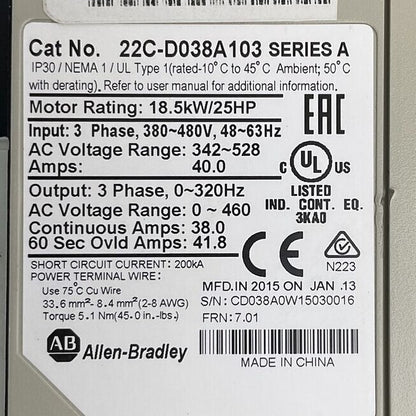 Cat No. 22C-D038A103 SERIES A
IP30 / NEMA 1 / UL Type 1(rated-10°C to 45°C Ambient; 50°C
with derating). Refer to user manual for additional information.
Motor Rating: 18.5kW/25HP
Input: 3 Phase, 380~480V, 48~63Hz
AC Voltage Range: 342~528
Amps: 40.0
Output: 3 Phase, 0~320Hz
AC Voltage Range: 0 ~ 460
Continuous Amps: 38.0
60 Sec Ovld Amps: 41.8
EAC
C UL US
LISTED
IND. CONT. EQ.
3KA0
CE
N223
SHORT CIRCUIT CURRENT: 200kA
POWER TERMINAL WIRE:
Use 75°C Cu Wire
33.6 mm²- 8.4 mm² (2-8 AWG)
Torque 5.1 Nm(45.0 in.-lbs.)
MFD.IN 2015 ON JAN .13
S/N: CD038A0W15030016
FRN: 7.01
AB Allen-Bradley
MADE IN CHINA